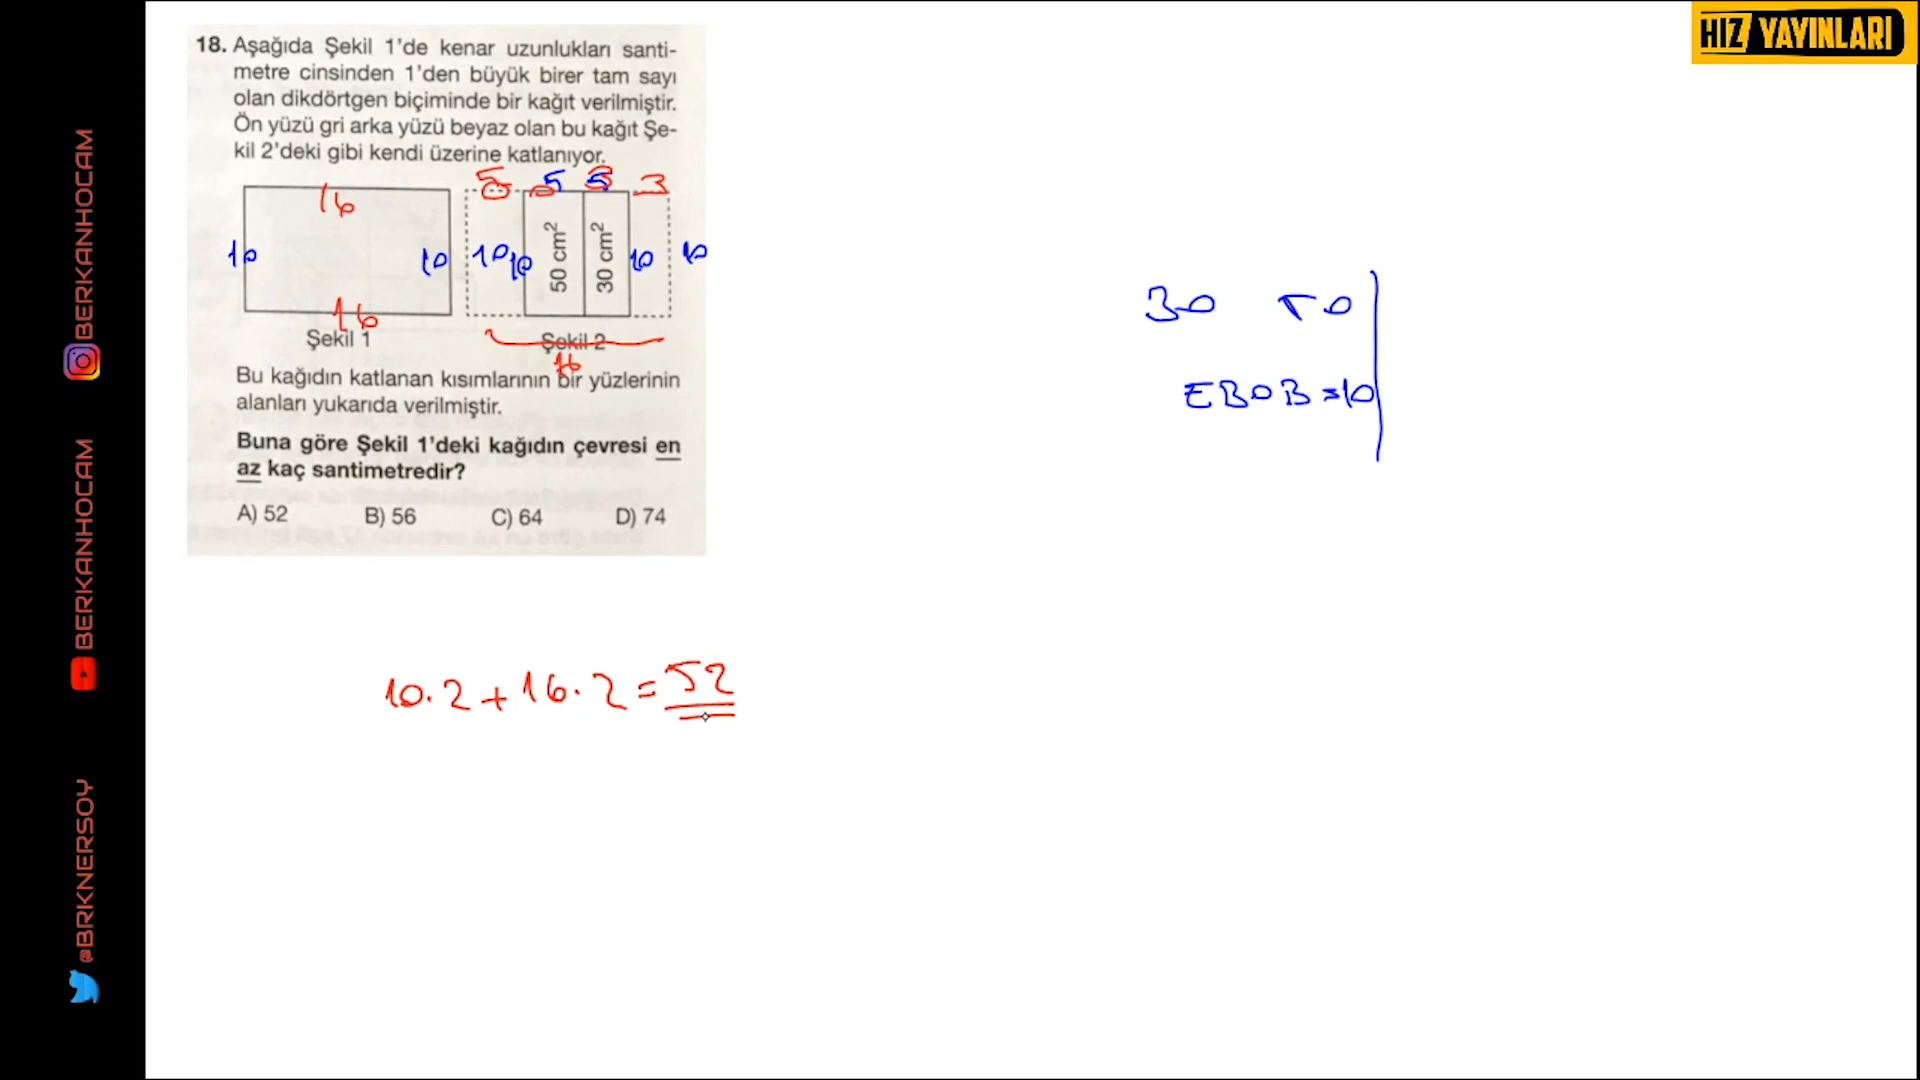 HIZ YAYINLARI
BERKANHOCAM
BERKANHOCAM
@BRKNERSOY
18. Aşağıda Şekil 1'de kenar uzunlukları santi-
metre cinsinden 1'den büyük birer tam sayı
olan dikdörtgen biçiminde bir kağıt verilmiştir.
Ön yüzü gri arka yüzü beyaz olan bu kağıt Şe-
kil 2'deki gibi kendi üzerine katlanıyor.
16
5 5 3 3
10 10 10 10 50 cm² 30 cm² 10 10
16
Şekil 1 Şekil 2
16
Bu kağıdın katlanan kısımlarının bir yüzlerinin
alanları yukarıda verilmiştir.
Buna göre Şekil 1'deki kağıdın çevresi en
az kaç santimetredir?
A) 52 B) 56 C) 64 D) 74
30 50
EBOB=10
10.2+16.2=52